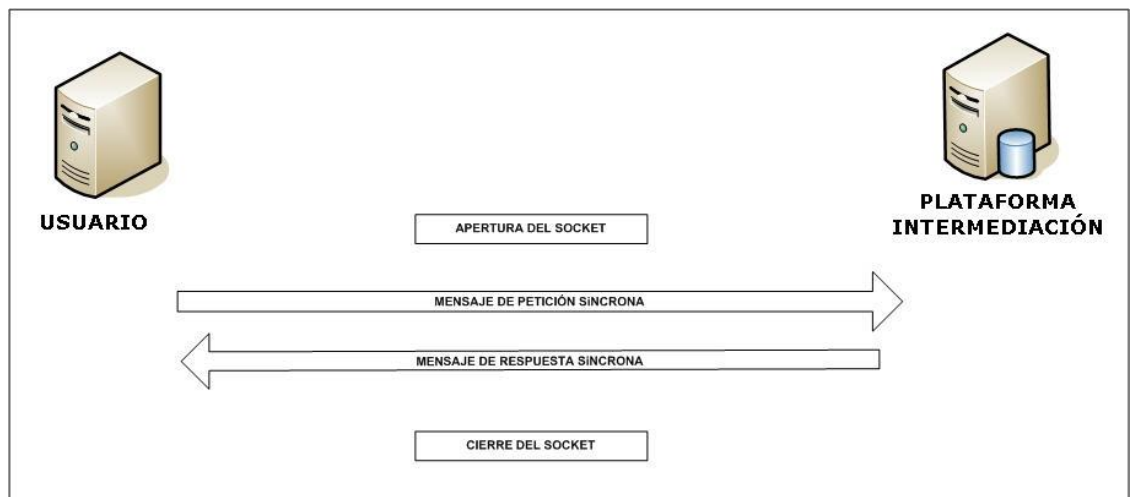 USUARIO
PLATAFORMA
INTERMEDIACIÓN
APERTURA DEL SOCKET
MENSAJE DE PETICIÓN SíNCRONA
MENSAJE DE RESPUESTA SíNCRONA
CIERRE DEL SOCKET